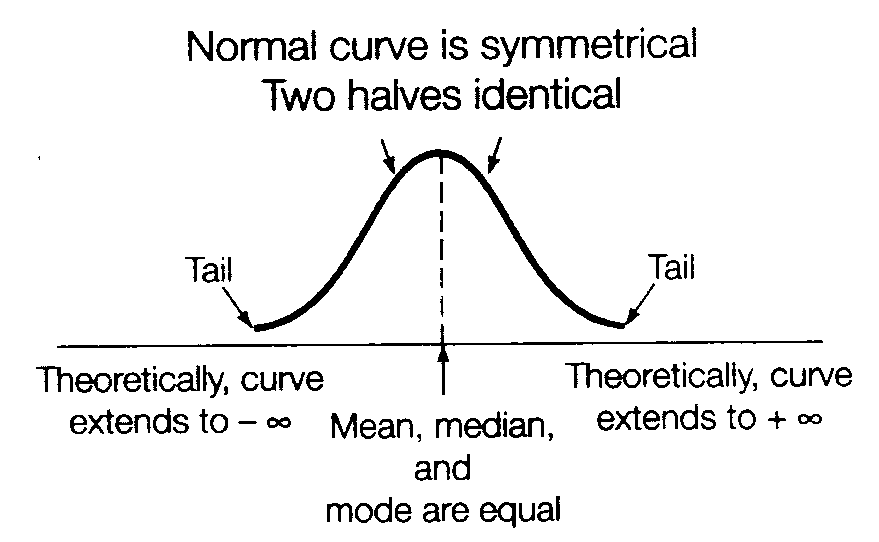 Normal curve is symmetrical
Two halves identical
Tail
Tail
Theoretically, curve
extends to – ∞
Mean, median,
and
mode are equal
Theoretically, curve
extends to + ∞